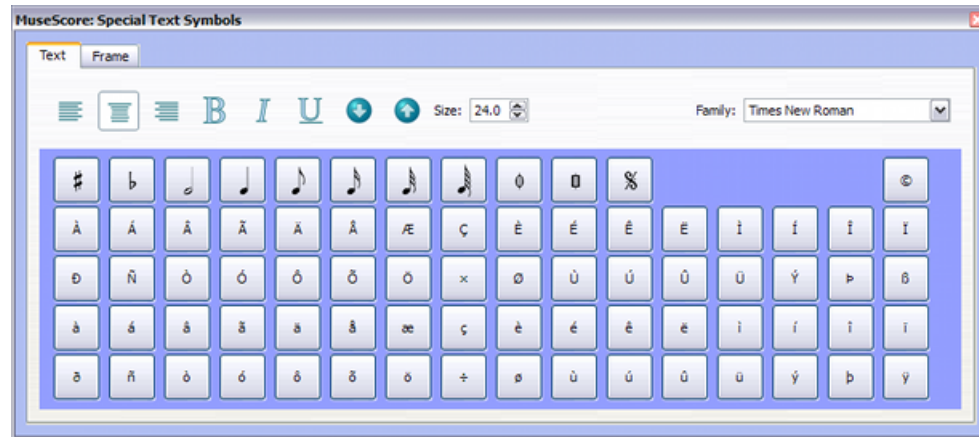 MuseScore: Special Text Symbols
Text Frame
B I U Size: 24.0 Family: Times New Roman
♯ ♭ 𝅗𝅥 𝅘𝅥 𝅘𝅥𝅮 𝅘𝅥𝅯 𝅘𝅥𝅰 𝅘𝅥𝅱 𝄋 ©
À Á Â Ã Ä Å Æ Ç È É Ê Ë Ì Í Î Ï
Ð Ñ Ò Ó Ô Õ Ö × Ø Ù Ú Û Ü Ý Þ ß
à á â ã ä å æ ç è é ê ë ì í î ï
ð ñ ò ó ô õ ö ÷ ø ù ú û ü ý þ ÿ